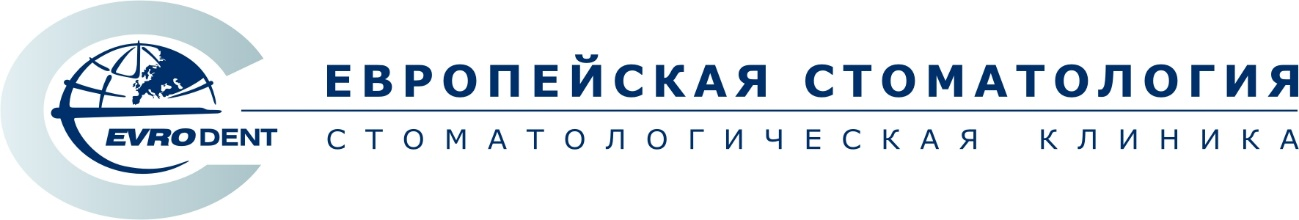 ЕВРОПЕЙСКАЯ СТОМАТОЛОГИЯ
EVRODENT
СТОМАТОЛОГИЧЕСКАЯ КЛИНИКА